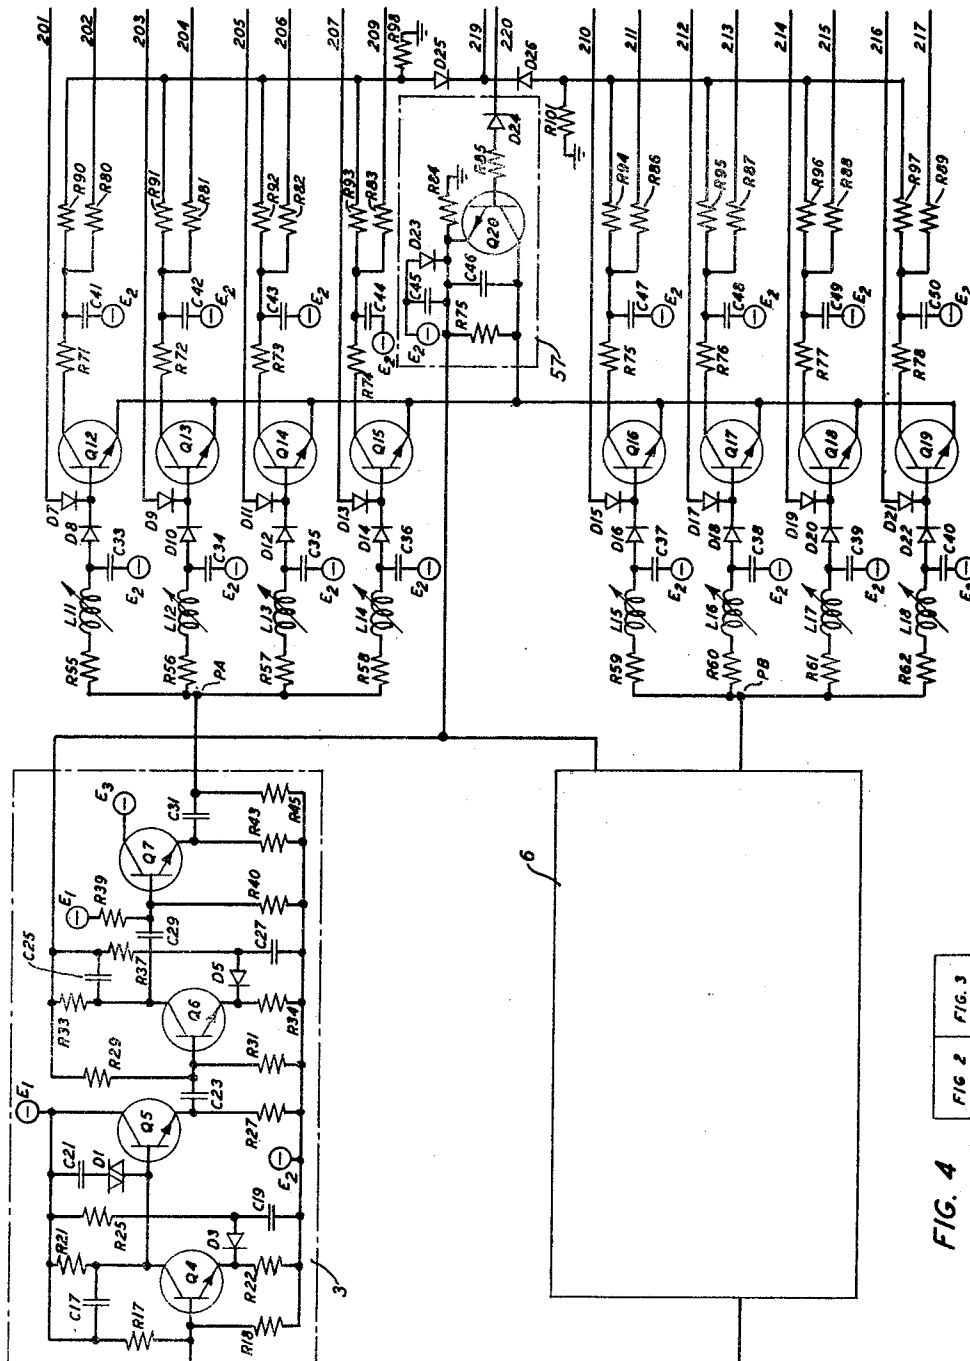 201
202
203
204
205
206
207
209
R98
219
220
210
211
212
213
214
215
216
217
D25
D26
R101
R90
R80
R91
R81
R92
R82
R93
R83
R84
R85
D24
D23
Q20
C45
C46
R75
E2
57
R94
R86
R95
R87
R96
R88
R97
R89
C41
E2
C42
E2
C43
E2
C44
E2
C47
E2
C48
E2
C49
E2
C50
E2
R71
R72
R73
R74
R75
R76
R77
R78
Q12
Q13
Q14
Q15
Q16
Q17
Q18
Q19
D7
D8
D9
D10
D11
D12
D13
D14
D15
D16
D17
D18
D19
D20
D21
D22
C33
E2
C34
E2
C35
E2
C36
E2
C37
E2
C38
E2
C39
E2
C40
E2
L11
L12
L13
L14
L15
L16
L17
L18
R55
R56
R57
R58
R59
R60
R61
R62
PA
PB
E3
Q7
C31
R43
R45
E1
R39
C29
R40
C25
R37
C27
D5
R33
Q6
R34
R29
R31
C23
E1
Q5
R27
E2
C21
D1
R25
C19
D3
R21
Q4
R22
C17
R17
R18
3
6
FIG. 4
FIG 2
FIG. 3